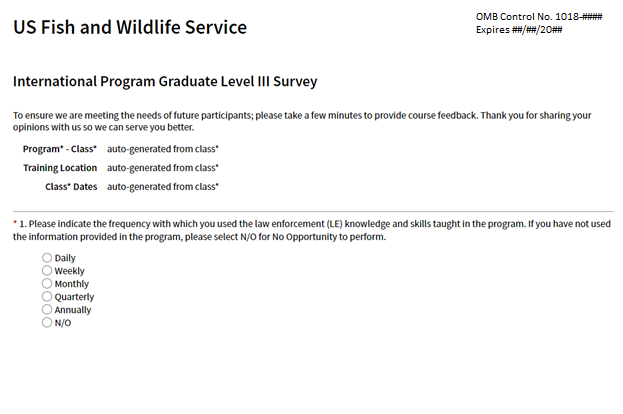 US Fish and Wildlife Service
OMB Control No. 1018-####
Expires ##/##/20##
International Program Graduate Level III Survey
To ensure we are meeting the needs of future participants; please take a few minutes to provide course feedback. Thank you for sharing your
opinions with us so we can serve you better.
Program* - Class* auto-generated from class*
Training Location auto-generated from class*
Class* Dates auto-generated from class*
* 1. Please indicate the frequency with which you used the law enforcement (LE) knowledge and skills taught in the program. If you have not used
the information provided in the program, please select N/O for No Opportunity to perform.
Daily
Weekly
Monthly
Quarterly
Annually
N/O